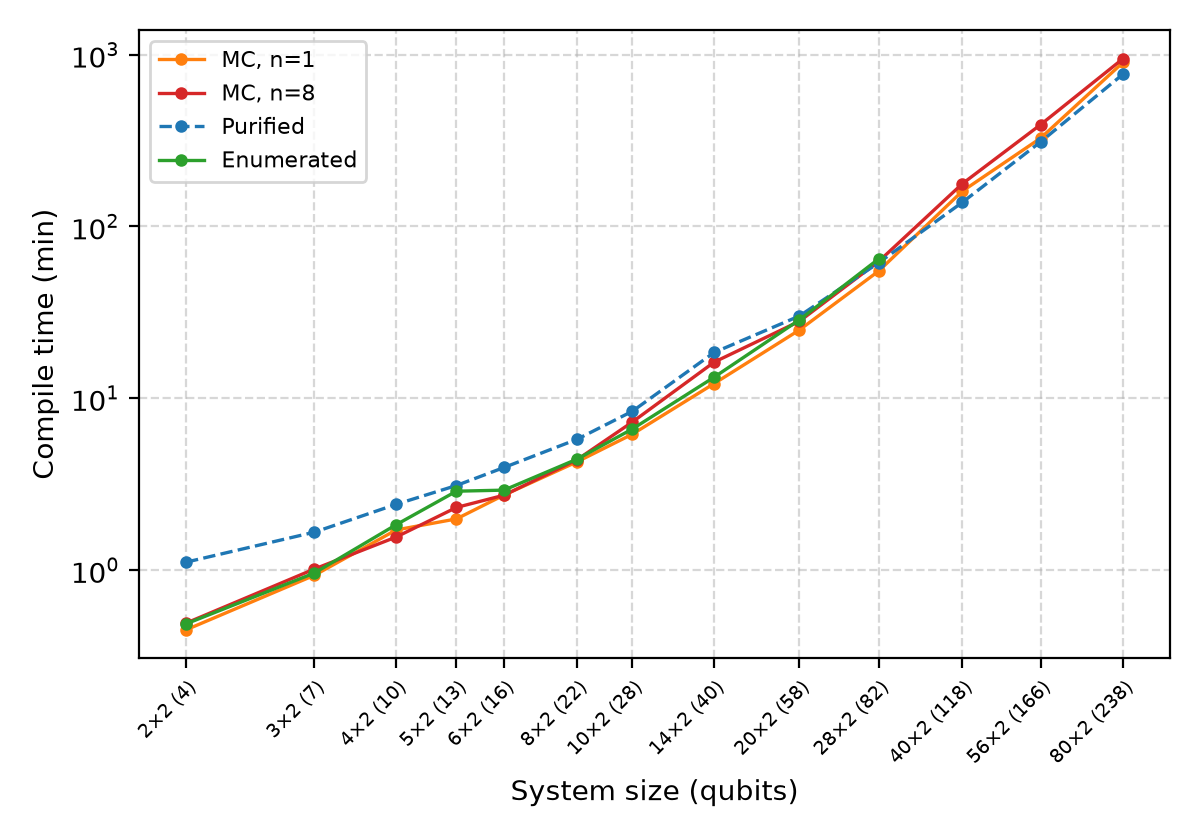 10³
10²
10¹
10⁰
Compile time (min)
MC, n=1
MC, n=8
Purified
Enumerated
2×2 (4)
3×2 (7)
4×2 (10)
5×2 (13)
6×2 (16)
8×2 (22)
10×2 (28)
14×2 (40)
20×2 (58)
28×2 (82)
40×2 (118)
56×2 (166)
80×2 (238)
System size (qubits)